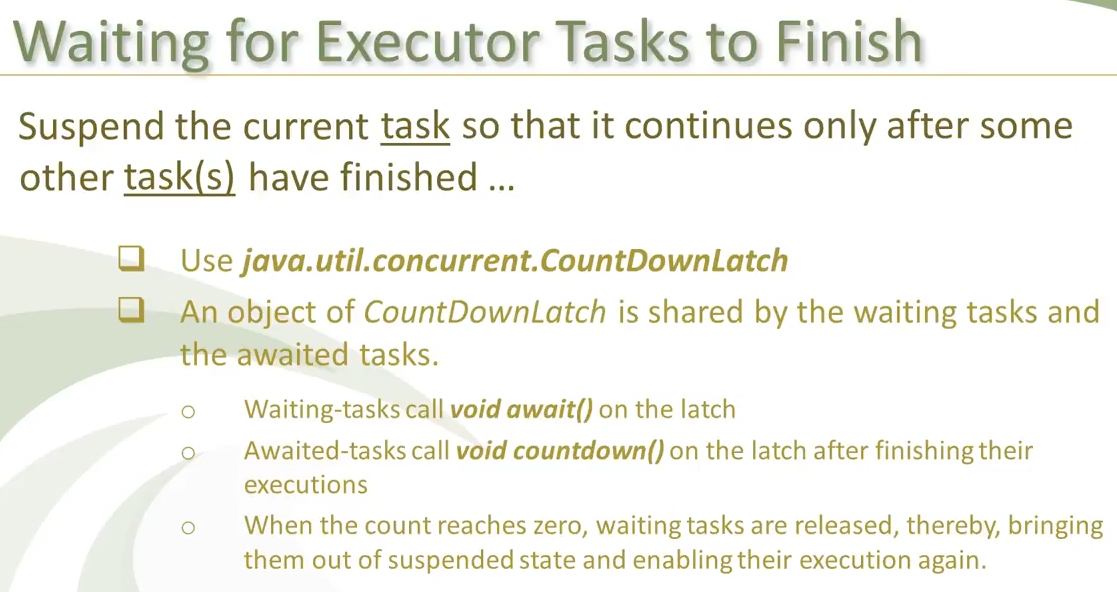 Waiting for Executor Tasks to Finish
Suspend the current task so that it continues only after some
other task(s) have finished ...
❑ Use java.util.concurrent.CountDownLatch
❑ An object of CountDownLatch is shared by the waiting tasks and
the awaited tasks.
o Waiting-tasks call void await() on the latch
o Awaited-tasks call void countdown() on the latch after finishing their
executions
o When the count reaches zero, waiting tasks are released, thereby, bringing
them out of suspended state and enabling their execution again.